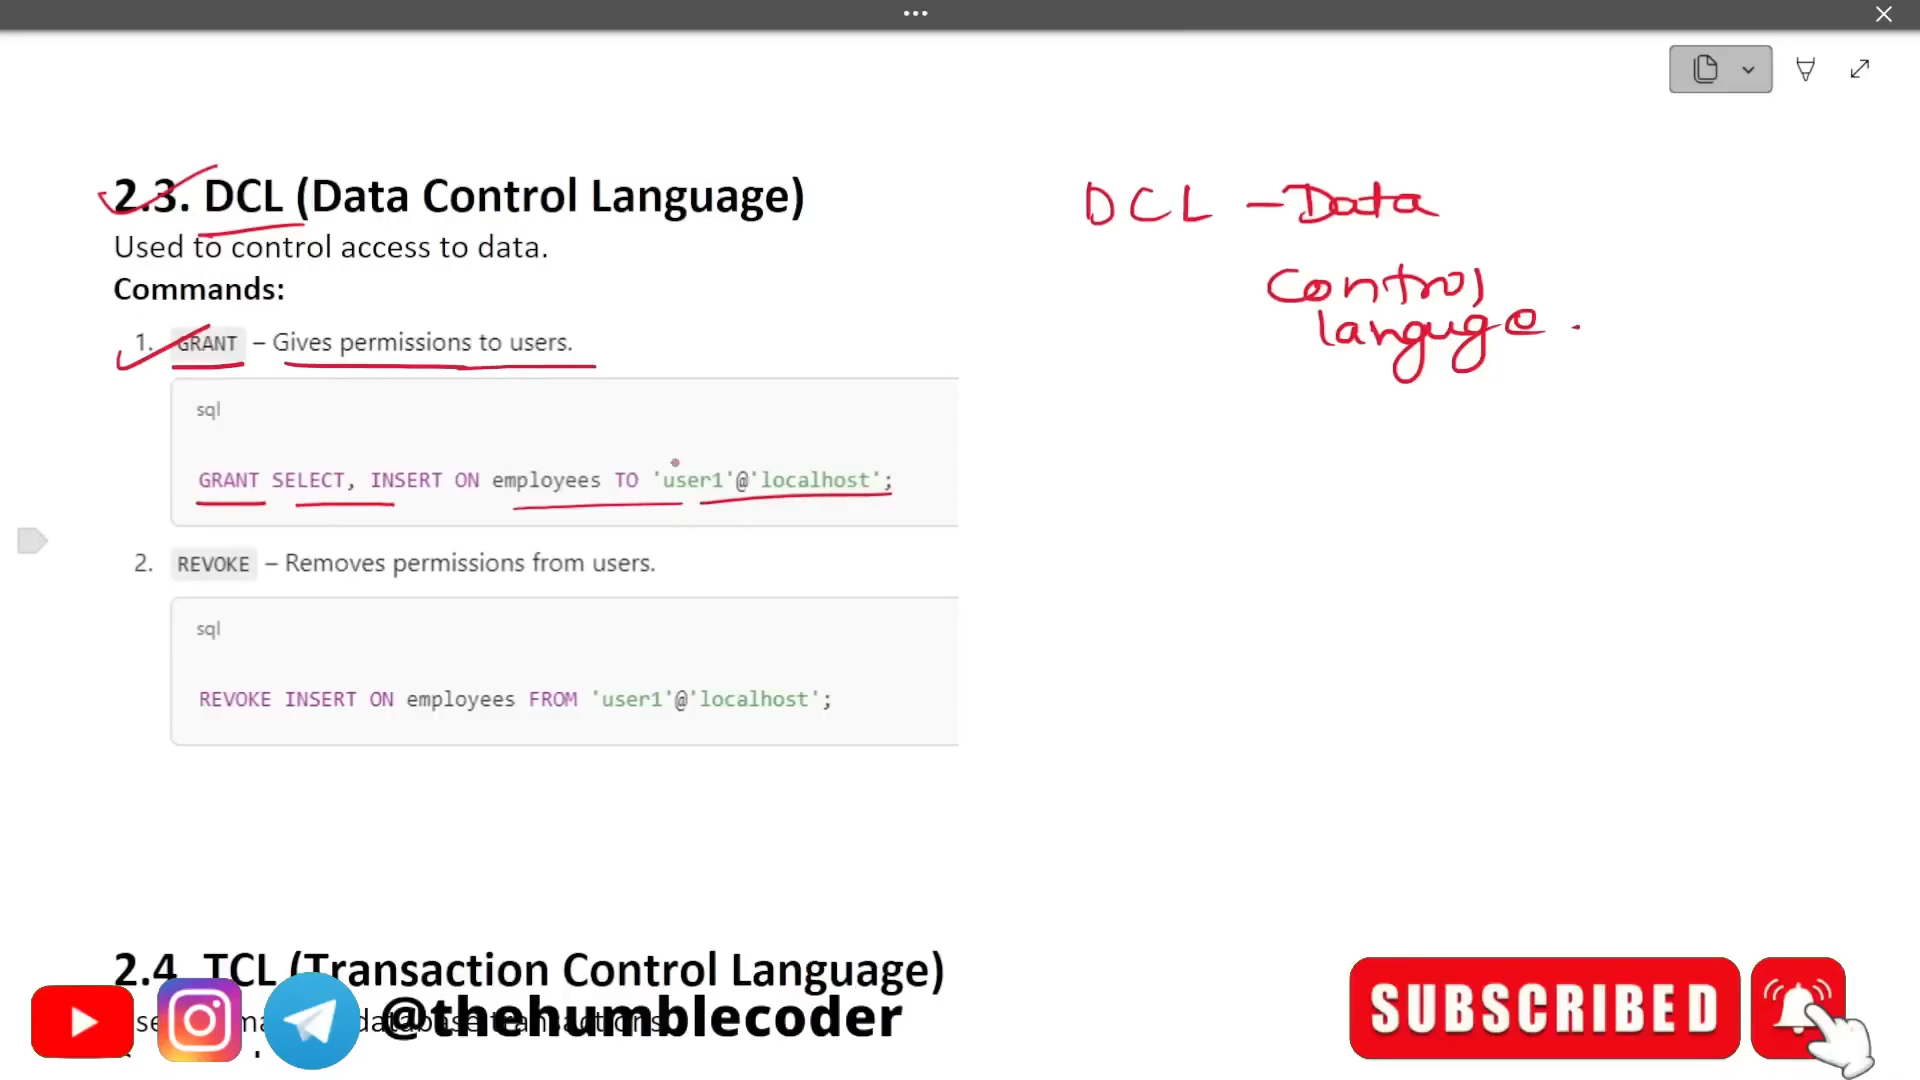 2.3. DCL (Data Control Language)
Used to control access to data.
Commands:
1. GRANT – Gives permissions to users.
sql
GRANT SELECT, INSERT ON employees TO 'user1'@'localhost';
2. REVOKE – Removes permissions from users.
sql
REVOKE INSERT ON employees FROM 'user1'@'localhost';
DCL - Data
Control
languge.
2.4. TCL (Transaction Control Language)
database transactions
@thehumblecoder
SUBSCRIBED